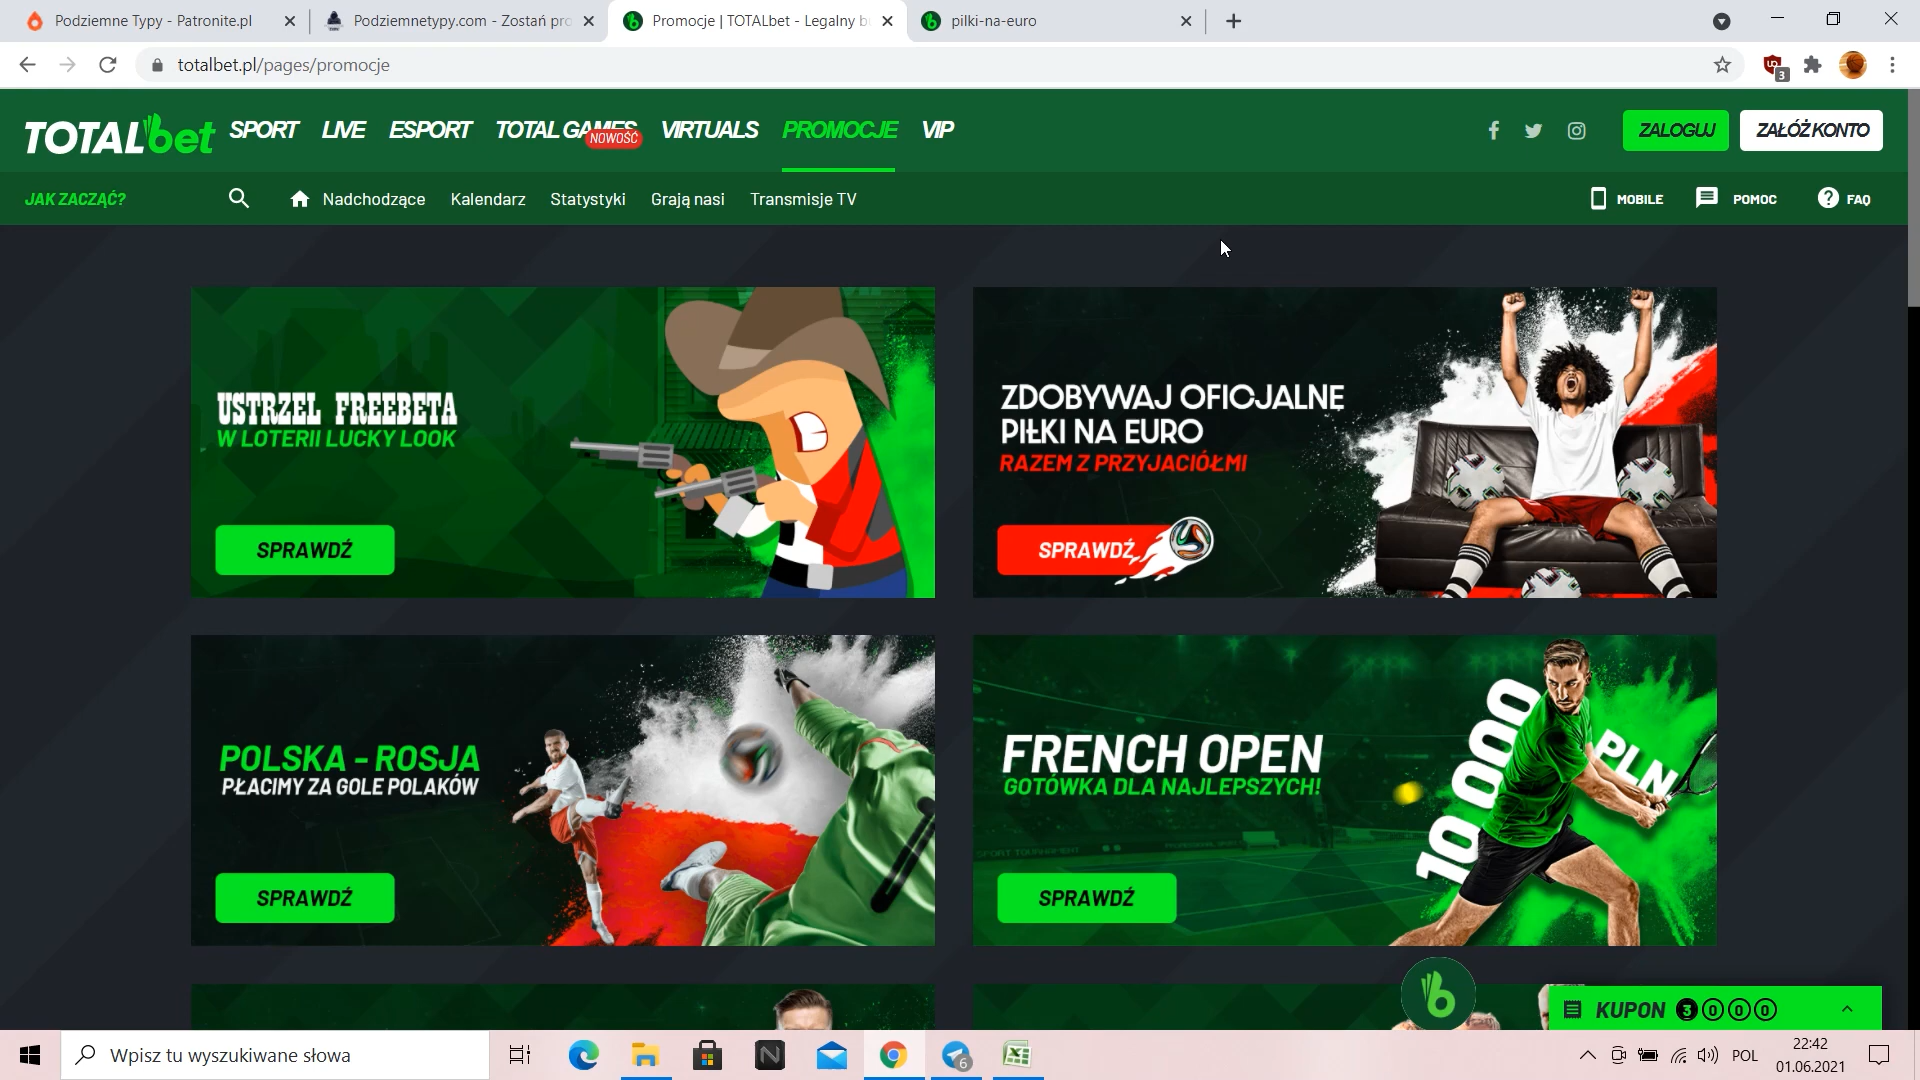 Podziemne Typy - Patronite.pl
Podziemnetypy.com - Zostań pro
Promocje | TOTALbet - Legalny b
pilki-na-euro
totalbet.pl/pages/promocje
3
TOTALbet
SPORT LIVE ESPORT TOTAL GAMES VIRTUALS PROMOCJE VIP
NOWOŚĆ
ZALOGUJ
ZAŁÓŻ KONTO
JAK ZACZĄĆ?
Nadchodzące Kalendarz Statystyki Grają nasi Transmisje TV
MOBILE POMOC FAQ
USTRZEL FREEBETA
W LOTERII LUCKY LOOK
SPRAWDŹ
ZDOBYWAJ OFICJALNE
PIŁKI NA EURO
RAZEM Z PRZYJACIÓŁMI
SPRAWDŹ
POLSKA - ROSJA
PŁACIMY ZA GOLE POLAKÓW
SPRAWDŹ
FRENCH OPEN
GOTÓWKA DLA NAJLEPSZYCH!
10 000
PLN
SPRAWDŹ
KUPON 3 0 0 0
Wpisz tu wyszukiwane słowa
6
POL
22:42
01.06.2021